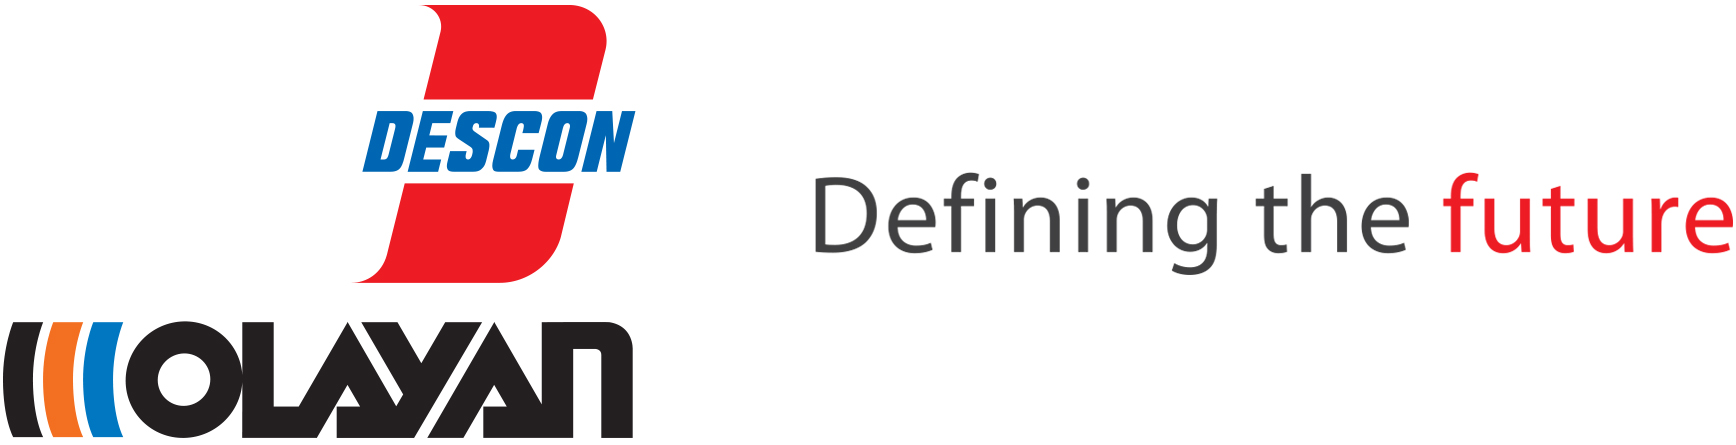 DESCON
OLAYAN
Defining the future